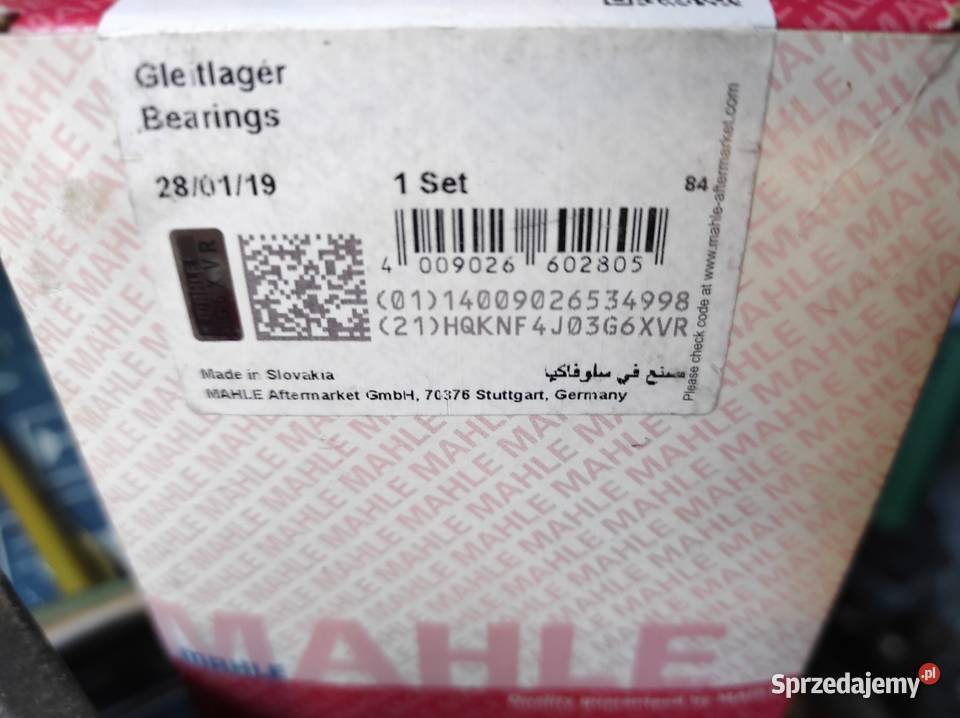 Gleitlager
Bearings
28/01/19
1 Set
84
4 009026 602805
(01)14009026534998
(21)HQKNF4J03G6XVR
Made in Slovakia
صنع في سلوفاكيا
MAHLE Aftermarket GmbH, 70376 Stuttgart, Germany
Please check code at www.mahle-aftermarket.com
MAHLE
MAHLE
Sprzedajemy.pl